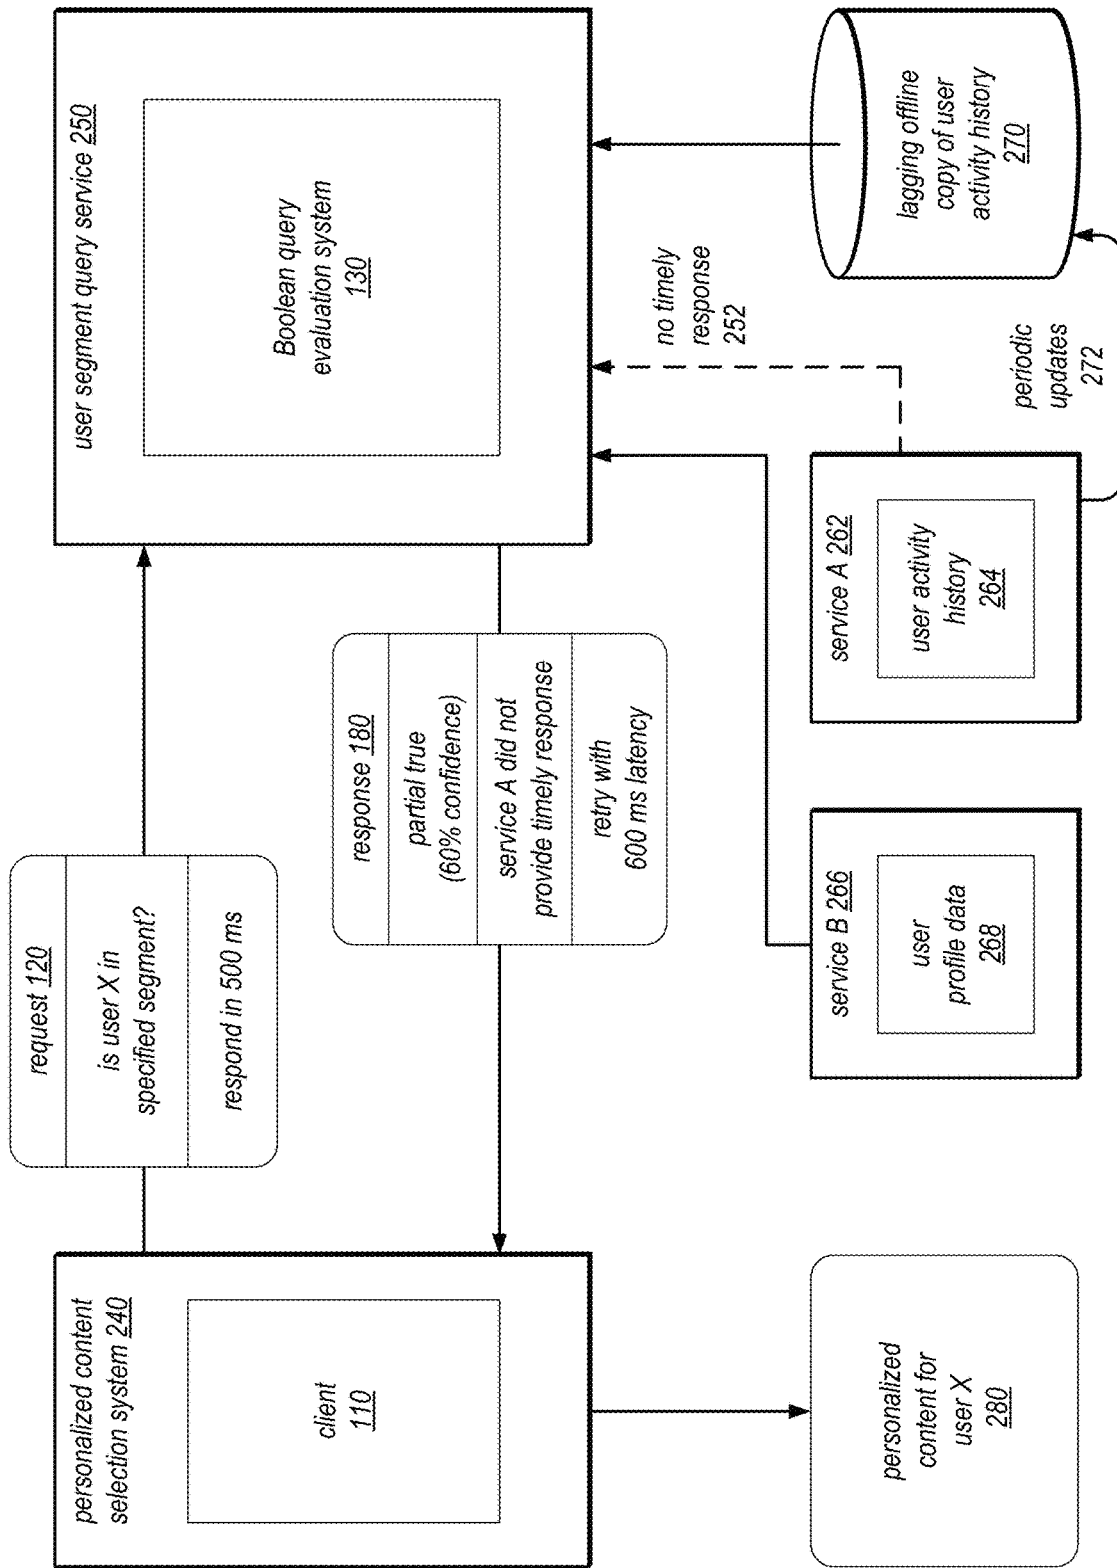 personalized content
selection system 240
client
110
request 120
is user X in
specified segment?
respond in 500 ms
user segment query service 250
Boolean query
evaluation system
130
response 180
partial true
(60% confidence)
service A did not
provide timely response
retry with
600 ms latency
personalized
content for
user X
280
service B 266
user
profile data
268
service A 262
user activity
history
264
no timely
response
252
periodic
updates
272
lagging offline
copy of user
activity history
270